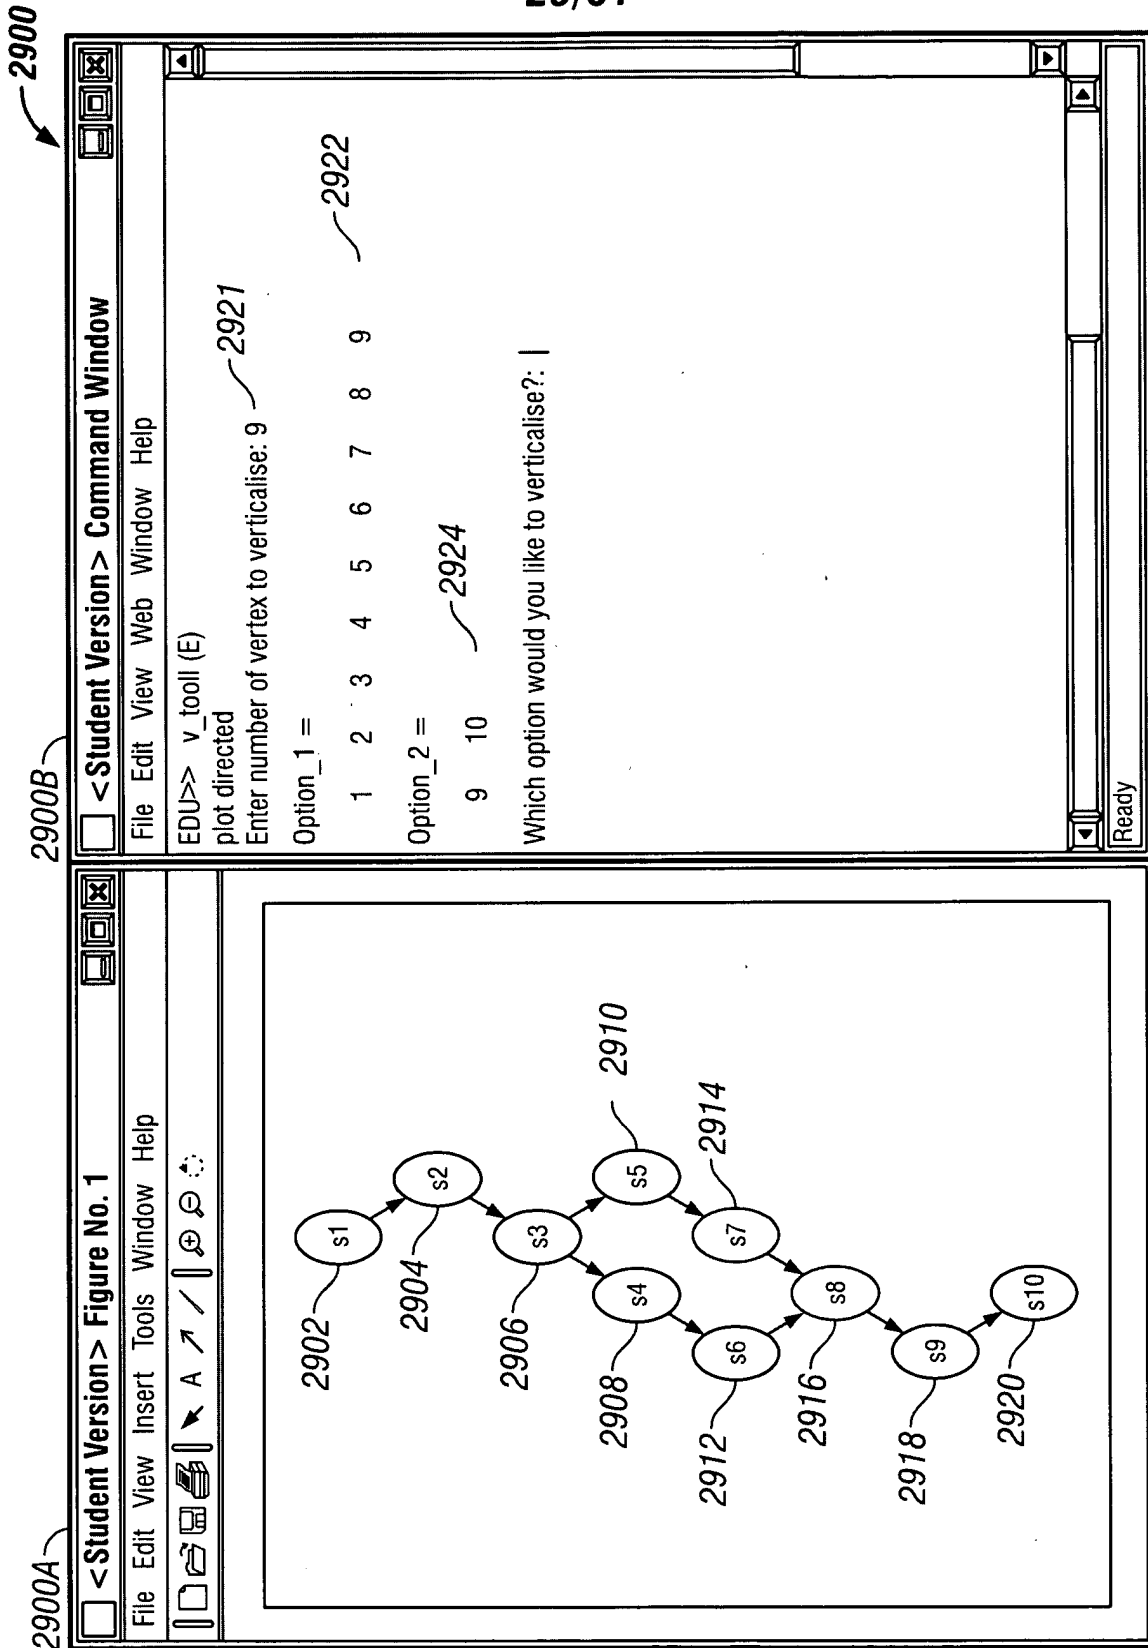 2900
2900A
<Student Version> Figure No. 1
File Edit View Insert Tools Window Help
A
2902
s1
2904
s2
2906
s3
2908
s4
s5
2910
2912
s6
s7
2914
2916
s8
2918
s9
2920
s10
2900B
<Student Version> Command Window
File Edit View Web Window Help
EDU>> v_tooll (E)
plot directed
Enter number of vertex to verticalise: 9
2921
Option_1 =
1 2 3 4 5 6 7 8 9
2922
Option_2 =
9 10
2924
Which option would you like to verticalise?: |
Ready